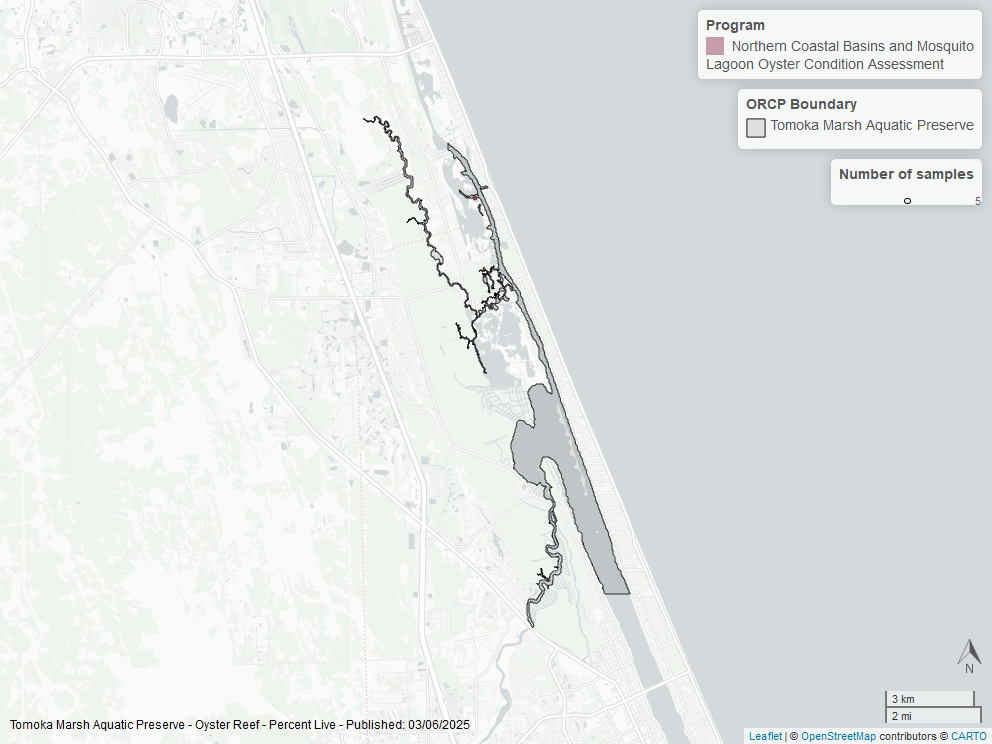 Program
Northern Coastal Basins and Mosquito
Lagoon Oyster Condition Assessment
ORCP Boundary
Tomoka Marsh Aquatic Preserve
Number of samples
5
N
3 km
2 mi
Tomoka Marsh Aquatic Preserve - Oyster Reef - Percent Live - Published: 03/06/2025
Leaflet | © OpenStreetMap contributors © CARTO